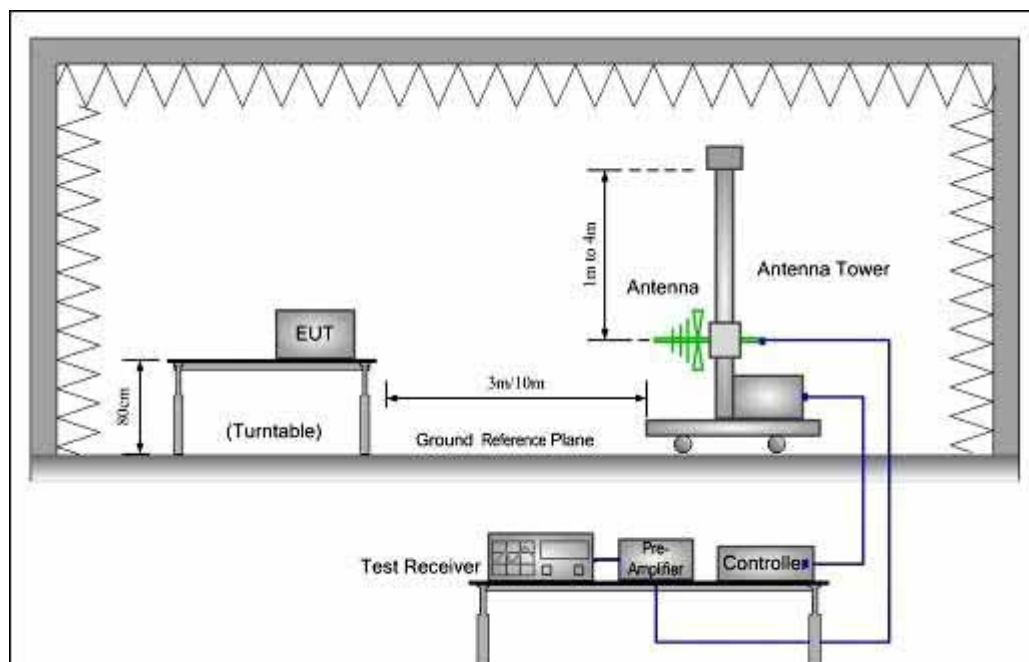 1m to 4m
Antenna
Antenna Tower
EUT
80cm
3m/10m
(Turntable)
Ground Reference Plane
Test Receiver
Pre-
Amplifier
Controller